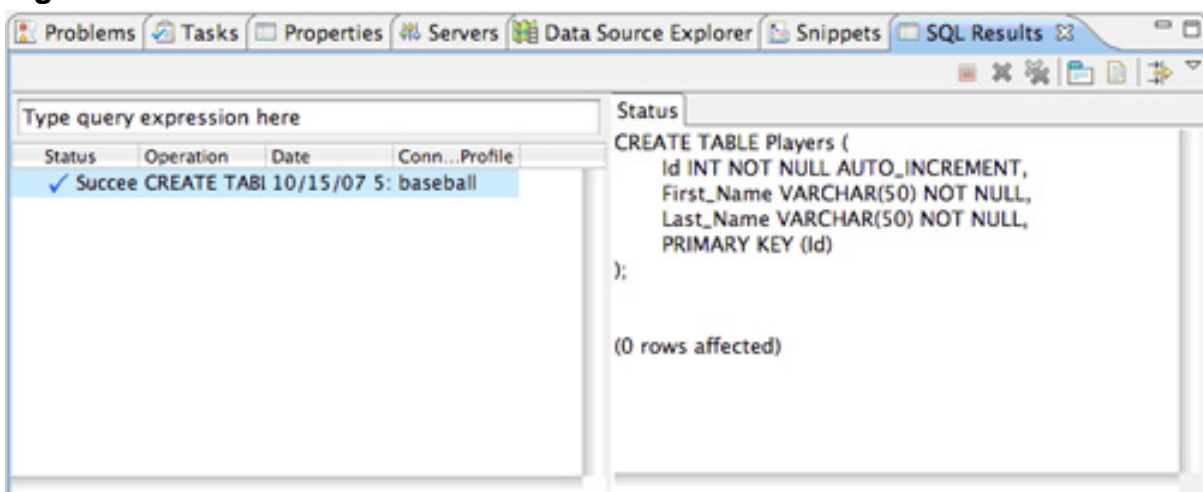 Problems Tasks Properties Servers Data Source Explorer Snippets SQL Results
Type query expression here
Status Operation Date Conn...Profile
Succee CREATE TABL 10/15/07 5: baseball
Status
CREATE TABLE Players (
Id INT NOT NULL AUTO_INCREMENT,
First_Name VARCHAR(50) NOT NULL,
Last_Name VARCHAR(50) NOT NULL,
PRIMARY KEY (Id)
);
(0 rows affected)